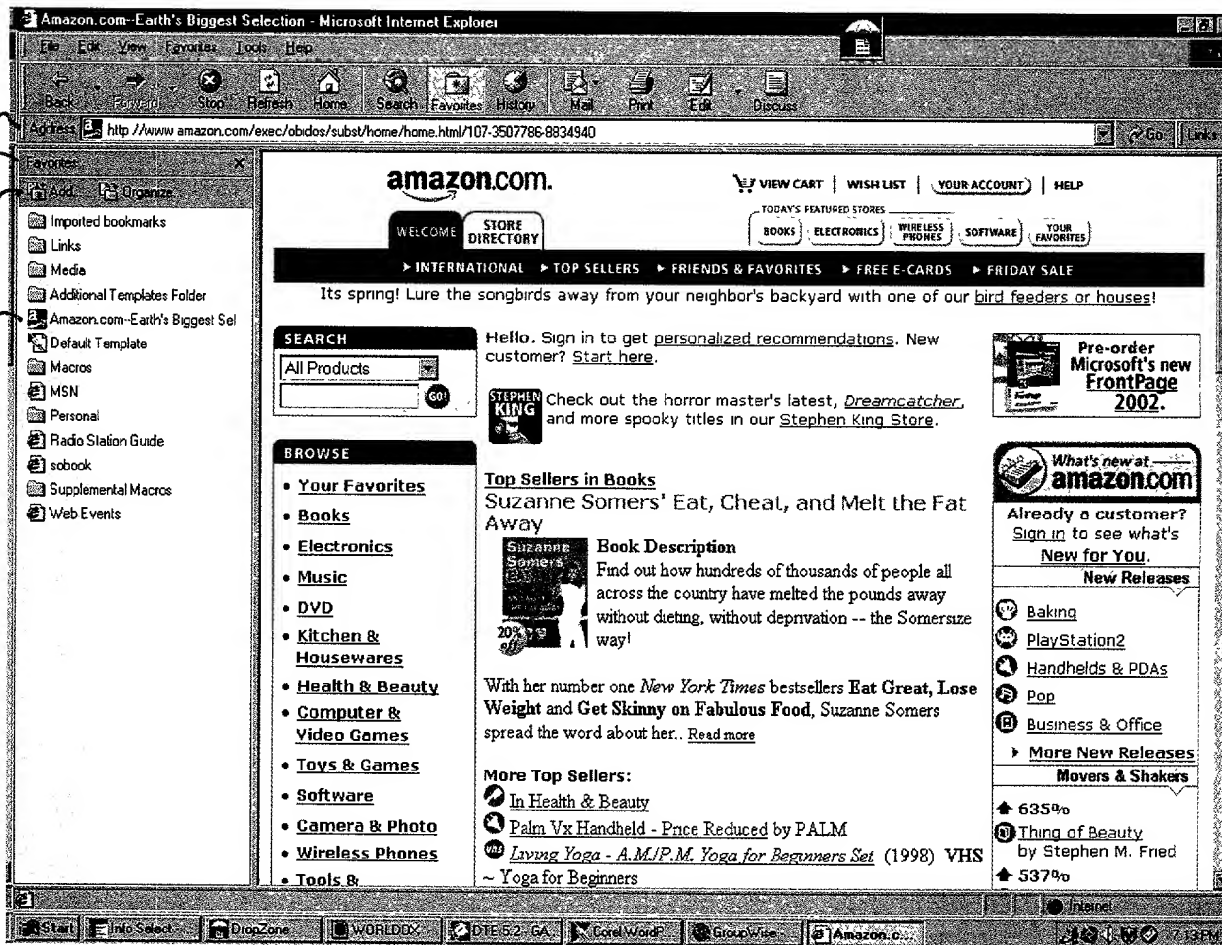 Amazon.com--Earth's Biggest Selection - Microsoft Internet Explorer
File Edit View Favorites Tools Help
Back Forward Stop Refresh Home Search Favorites History Mail Print Edit Discuss
Address http //www amazon.com/exec/obidos/subst/home/home.html/107-3507786-8834940 Go Links
Favorites x
Add Organize
Imported bookmarks
Links
Media
Additional Templates Folder
Amazon.com--Earth's Biggest Sel
Default Template
Macros
MSN
Personal
Radio Station Guide
sobook
Supplemental Macros
Web Events
amazon.com.
VIEW CART | WISH LIST | YOUR ACCOUNT | HELP
WELCOME
STORE DIRECTORY
TODAY'S FEATURED STORES
BOOKS ELECTRONICS WIRELESS PHONES SOFTWARE YOUR FAVORITES
INTERNATIONAL TOP SELLERS FRIENDS & FAVORITES FREE E-CARDS FRIDAY SALE
Its spring! Lure the songbirds away from your neighbor's backyard with one of our bird feeders or houses!
SEARCH
All Products
GO!
BROWSE
• Your Favorites
• Books
• Electronics
• Music
• DVD
• Kitchen &
Housewares
• Health & Beauty
• Computer &
Video Games
• Toys & Games
• Software
• Camera & Photo
• Wireless Phones
• Tools &
Hello. Sign in to get personalized recommendations. New
customer? Start here.
STEPHEN
KING
Check out the horror master's latest, Dreamcatcher,
and more spooky titles in our Stephen King Store.
Top Sellers in Books
Suzanne Somers' Eat, Cheat, and Melt the Fat
Away
Suzanne
Somers
20%
off
Book Description
Find out how hundreds of thousands of people all
across the country have melted the pounds away
without dieting, without deprivation -- the Somersize
way!
With her number one New York Times bestsellers Eat Great, Lose
Weight and Get Skinny on Fabulous Food, Suzanne Somers
spread the word about her.. Read more
More Top Sellers:
In Health & Beauty
Palm Vx Handheld - Price Reduced by PALM
VHS Living Yoga - A.M./P.M. Yoga for Beginners Set (1998) VHS
~ Yoga for Beginners
Pre-order
Microsoft's new
FrontPage
2002.
What's new at
amazon.com
Already a customer?
Sign in to see what's
New for You.
New Releases
Baking
PlayStation2
Handhelds & PDAs
Pop
Business & Office
More New Releases
Movers & Shakers
635%
Thing of Beauty
by Stephen M. Fried
537%
Internet
Start Info Select DropZone WORLDOX DTE 5.2 GA.. Corel WordP.. GroupWise.. Amazon.c... 7:13 PM